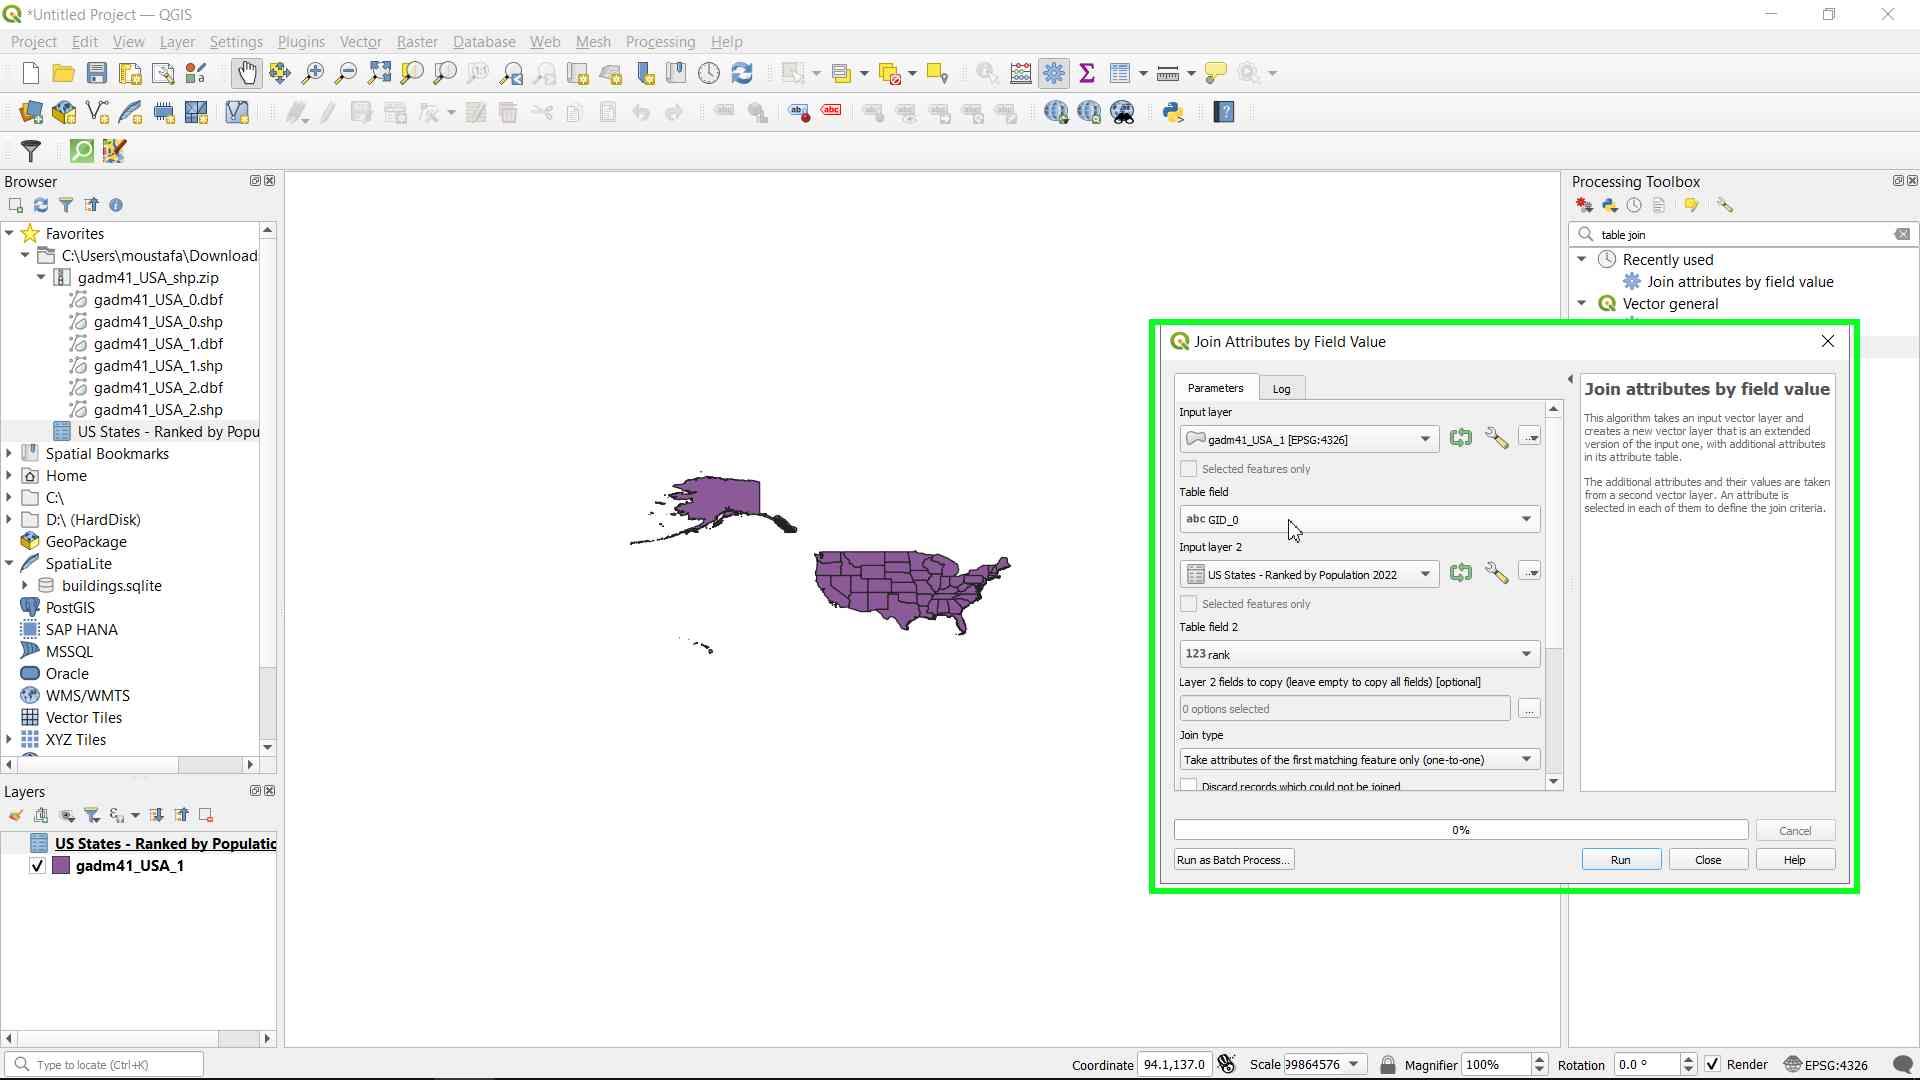 *Untitled Project — QGIS
Project Edit View Layer Settings Plugins Vector Raster Database Web Mesh Processing Help
Browser
Favorites
C:\Users\moustafa\Download
gadm41_USA_shp.zip
gadm41_USA_0.dbf
gadm41_USA_0.shp
gadm41_USA_1.dbf
gadm41_USA_1.shp
gadm41_USA_2.dbf
gadm41_USA_2.shp
US States - Ranked by Popu
Spatial Bookmarks
Home
C:\
D:\ (HardDisk)
GeoPackage
SpatiaLite
buildings.sqlite
PostGIS
SAP HANA
MSSQL
Oracle
WMS/WMTS
Vector Tiles
XYZ Tiles
Layers
US States - Ranked by Populatic
gadm41_USA_1
Processing Toolbox
table join
Recently used
Join attributes by field value
Vector general
Join Attributes by Field Value
Parameters Log
Input layer
gadm41_USA_1 [EPSG:4326]
Selected features only
Table field
abc GID_0
Input layer 2
US States - Ranked by Population 2022
Selected features only
Table field 2
123 rank
Layer 2 fields to copy (leave empty to copy all fields) [optional]
0 options selected
...
Join type
Take attributes of the first matching feature only (one-to-one)
Discard records which could not be joined
Join attributes by field value
This algorithm takes an input vector layer and
creates a new vector layer that is an extended
version of the input one, with additional attributes
in its attribute table.
The additional attributes and their values are taken
from a second vector layer. An attribute is
selected in each of them to define the join criteria.
0%
Cancel
Run as Batch Process...
Run
Close
Help
Type to locate (Ctrl+K)
Coordinate 94.1,137.0
Scale 99864576
Magnifier 100%
Rotation 0.0 °
Render
EPSG:4326